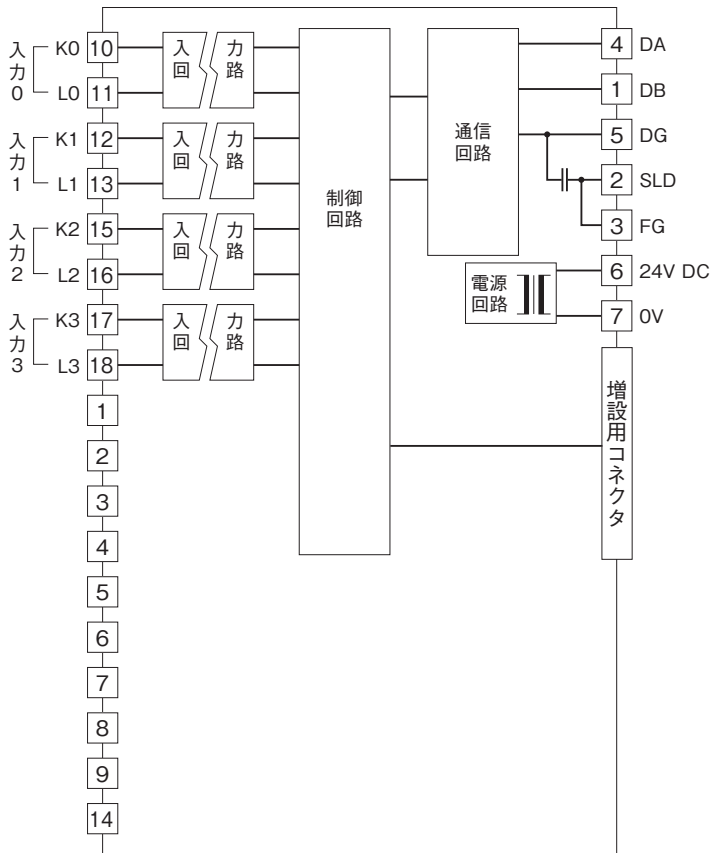 入力0
K0 10
L0 11
入力1
K1 12
L1 13
入力2
K2 15
L2 16
入力3
K3 17
L3 18
1
2
3
4
5
6
7
8
9
14
入力
回路
入力
回路
入力
回路
入力
回路
制御
回路
通信
回路
電源
回路
4 DA
1 DB
5 DG
2 SLD
3 FG
6 24V DC
7 0V
増設用コネクタ